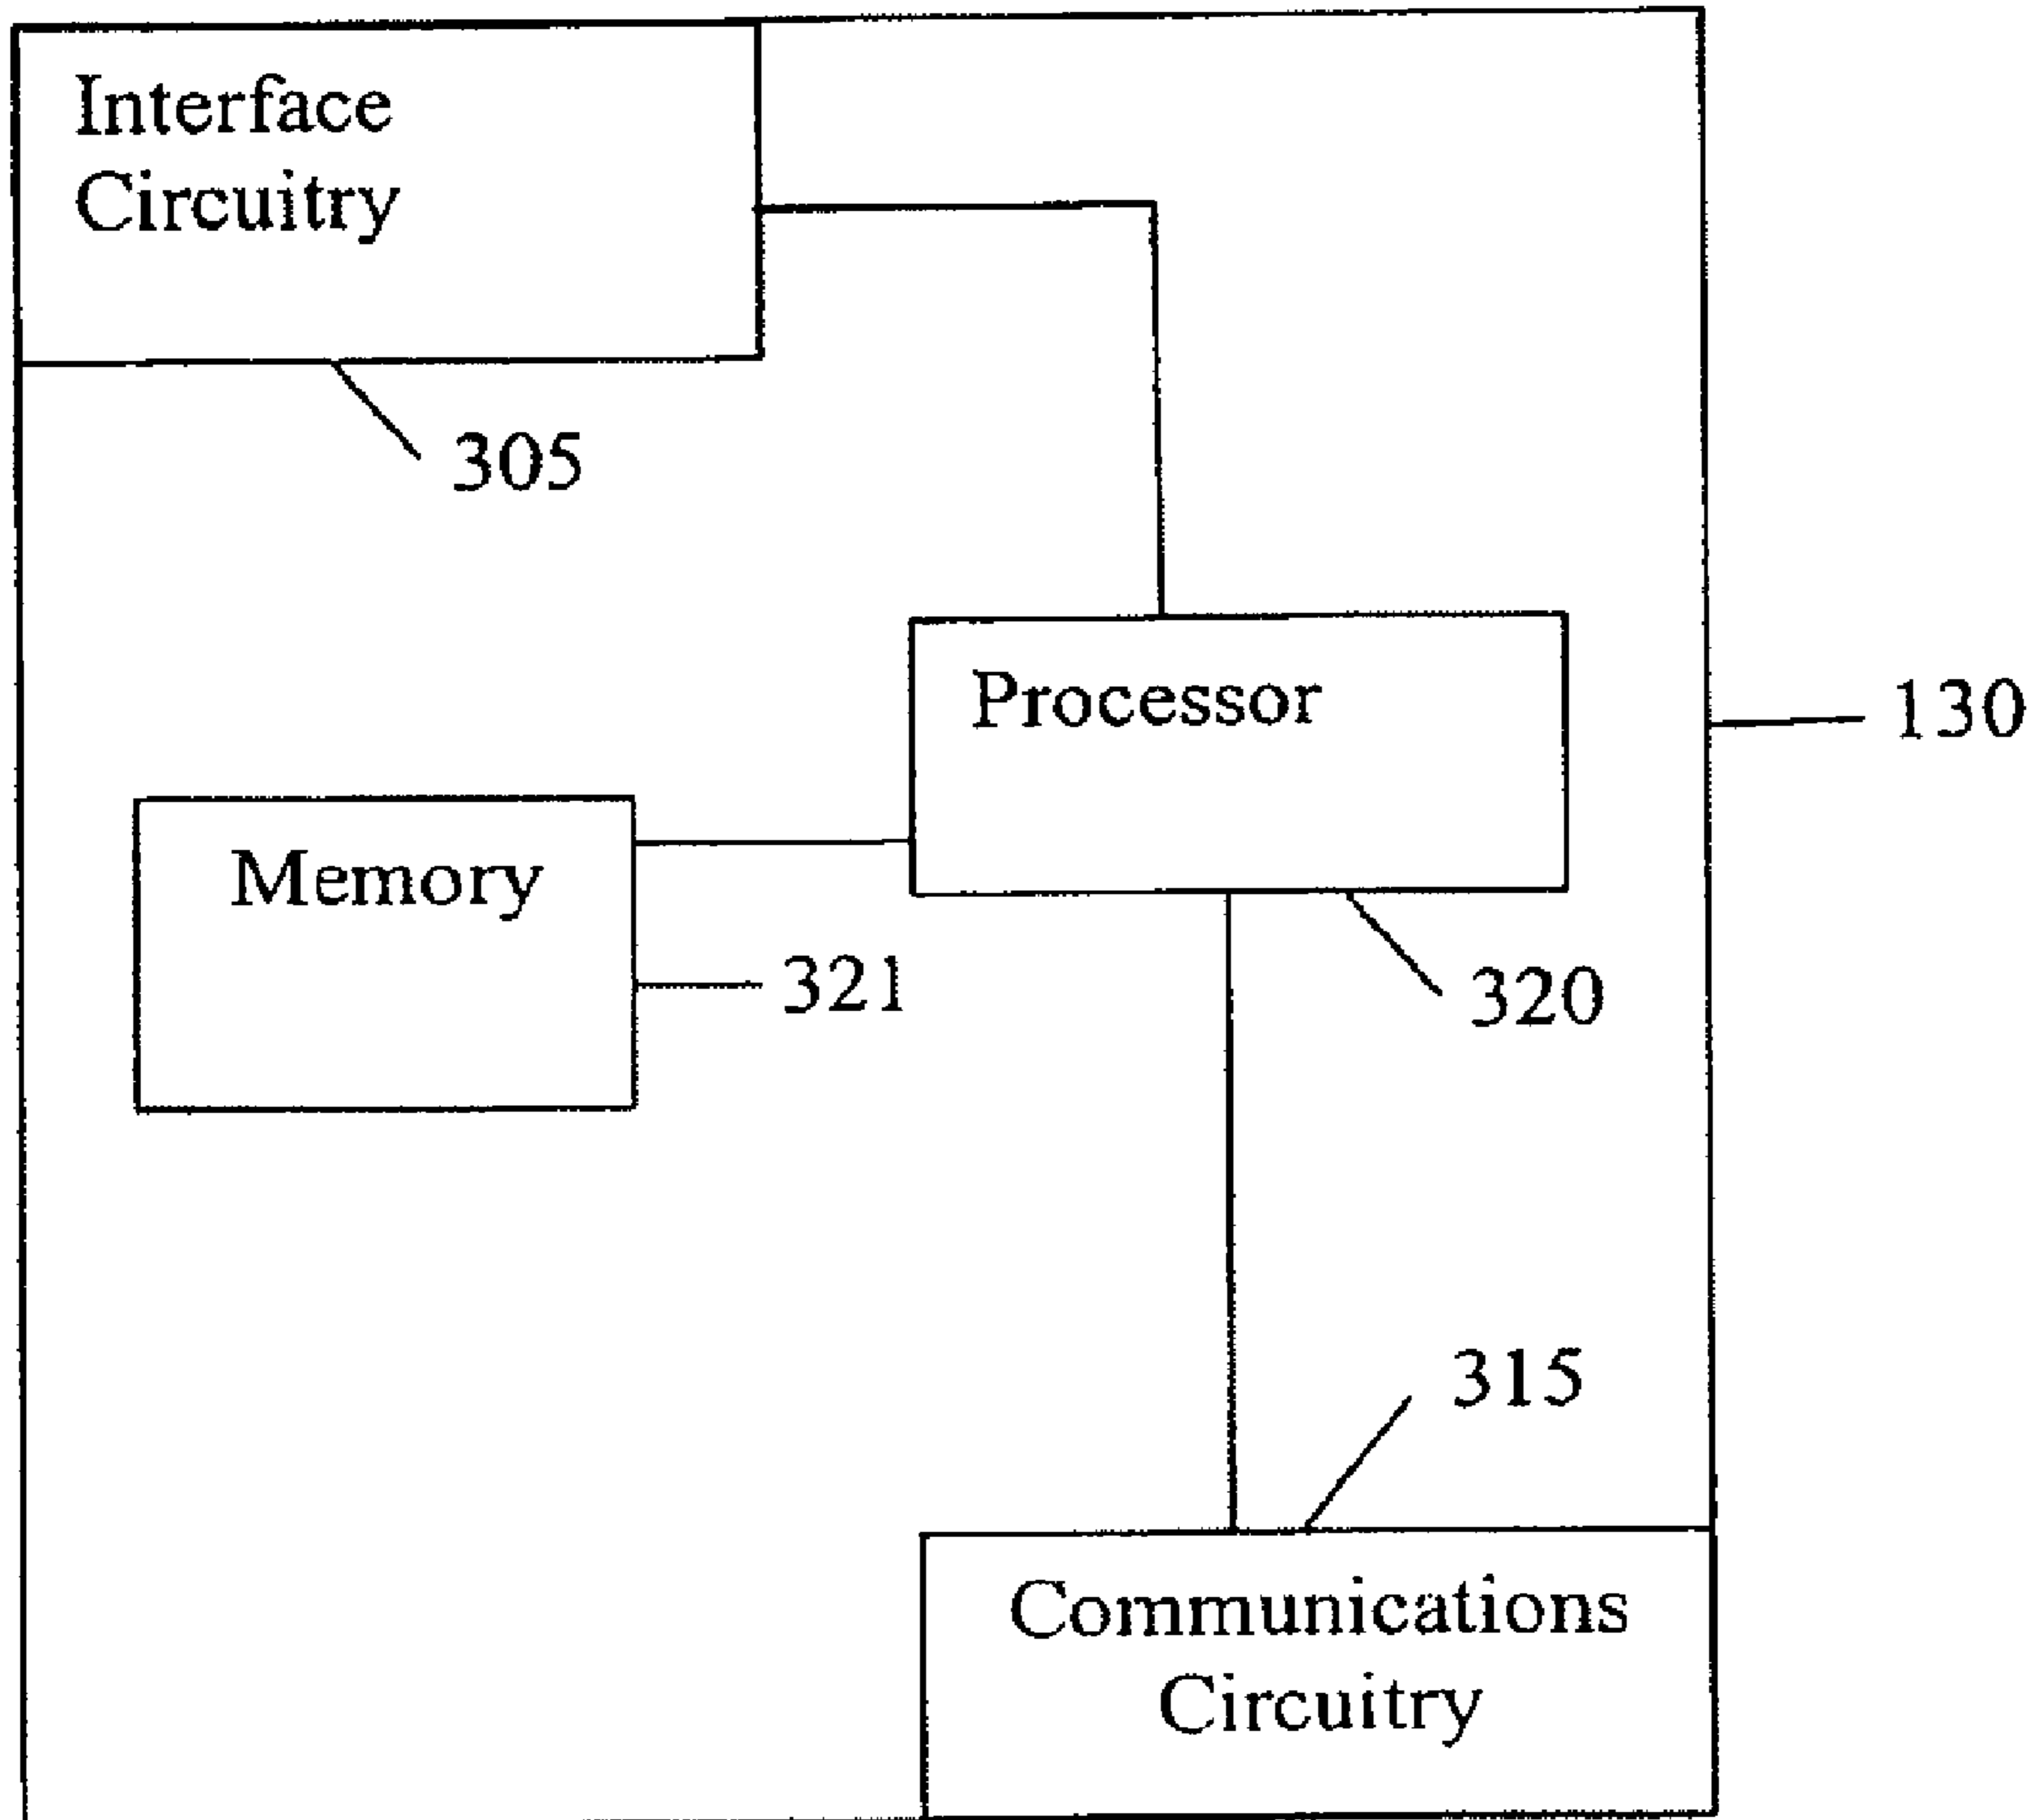 Interface
Circuitry
305
Processor
130
Memory
321
320
315
Communications
Circuitry